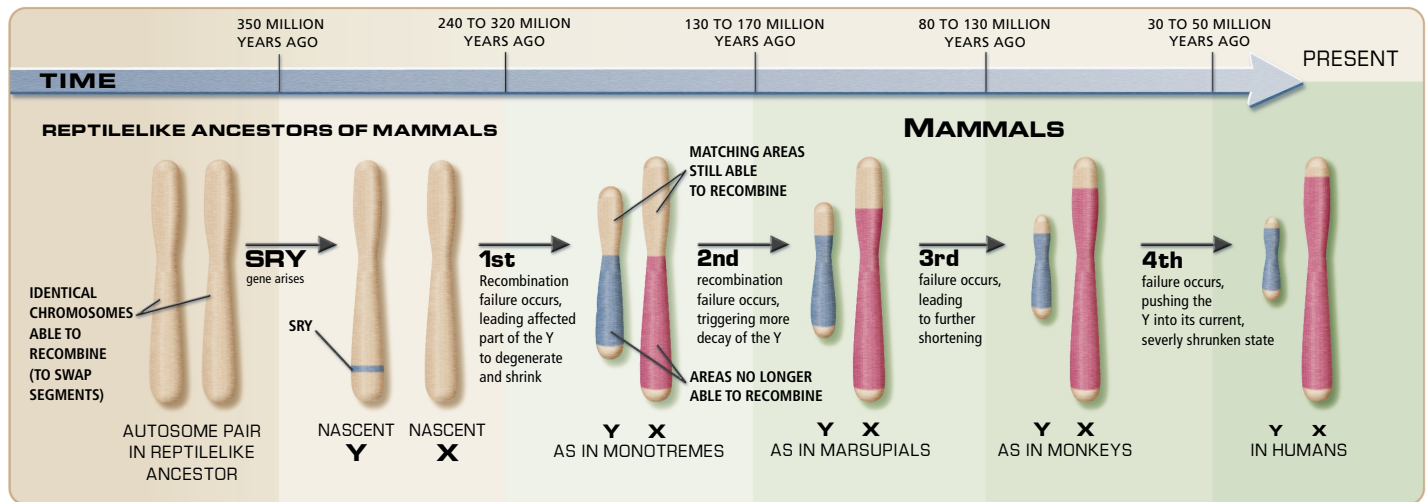 350 MILLION
YEARS AGO
240 TO 320 MILION
YEARS AGO
130 TO 170 MILLION
YEARS AGO
80 TO 130 MILLION
YEARS AGO
30 TO 50 MILLION
YEARS AGO
PRESENT
TIME
REPTILELIKE ANCESTORS OF MAMMALS
MAMMALS
IDENTICAL
CHROMOSOMES
ABLE TO
RECOMBINE
(TO SWAP
SEGMENTS)
AUTOSOME PAIR
IN REPTILELIKE
ANCESTOR
SRY
gene arises
SRY
NASCENT
Y
NASCENT
X
1st
Recombination
failure occurs,
leading affected
part of the Y
to degenerate
and shrink
MATCHING AREAS
STILL ABLE
TO RECOMBINE
AREAS NO LONGER
ABLE TO RECOMBINE
Y X
AS IN MONOTREMES
2nd
recombination
failure occurs,
triggering more
decay of the Y
Y X
AS IN MARSUPIALS
3rd
failure occurs,
leading
to further
shortening
Y X
AS IN MONKEYS
4th
failure occurs,
pushing the
Y into its current,
severly shrunken state
Y X
IN HUMANS